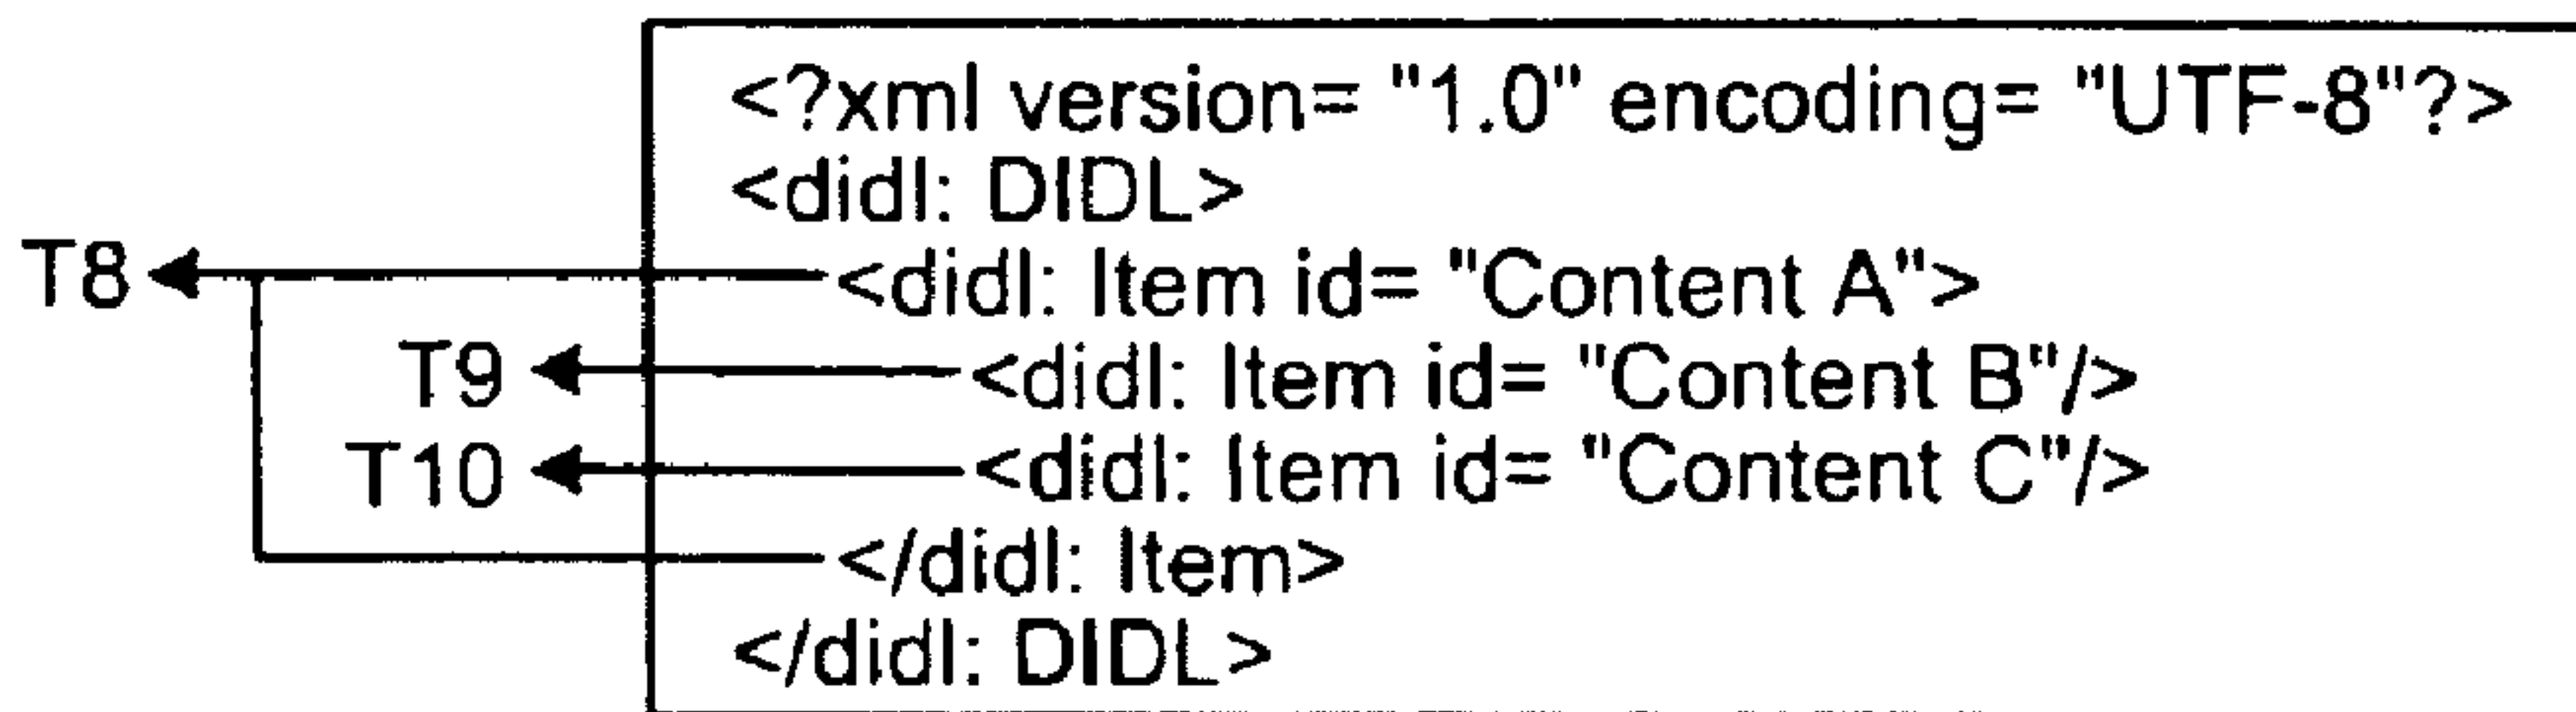 <?xml version= "1.0" encoding= "UTF-8"?>
<didl: DIDL>
T8 <didl: Item id= "Content A">
T9 <didl: Item id= "Content B"/>
T10 <didl: Item id= "Content C"/>
</didl: Item>
</didl: DIDL>